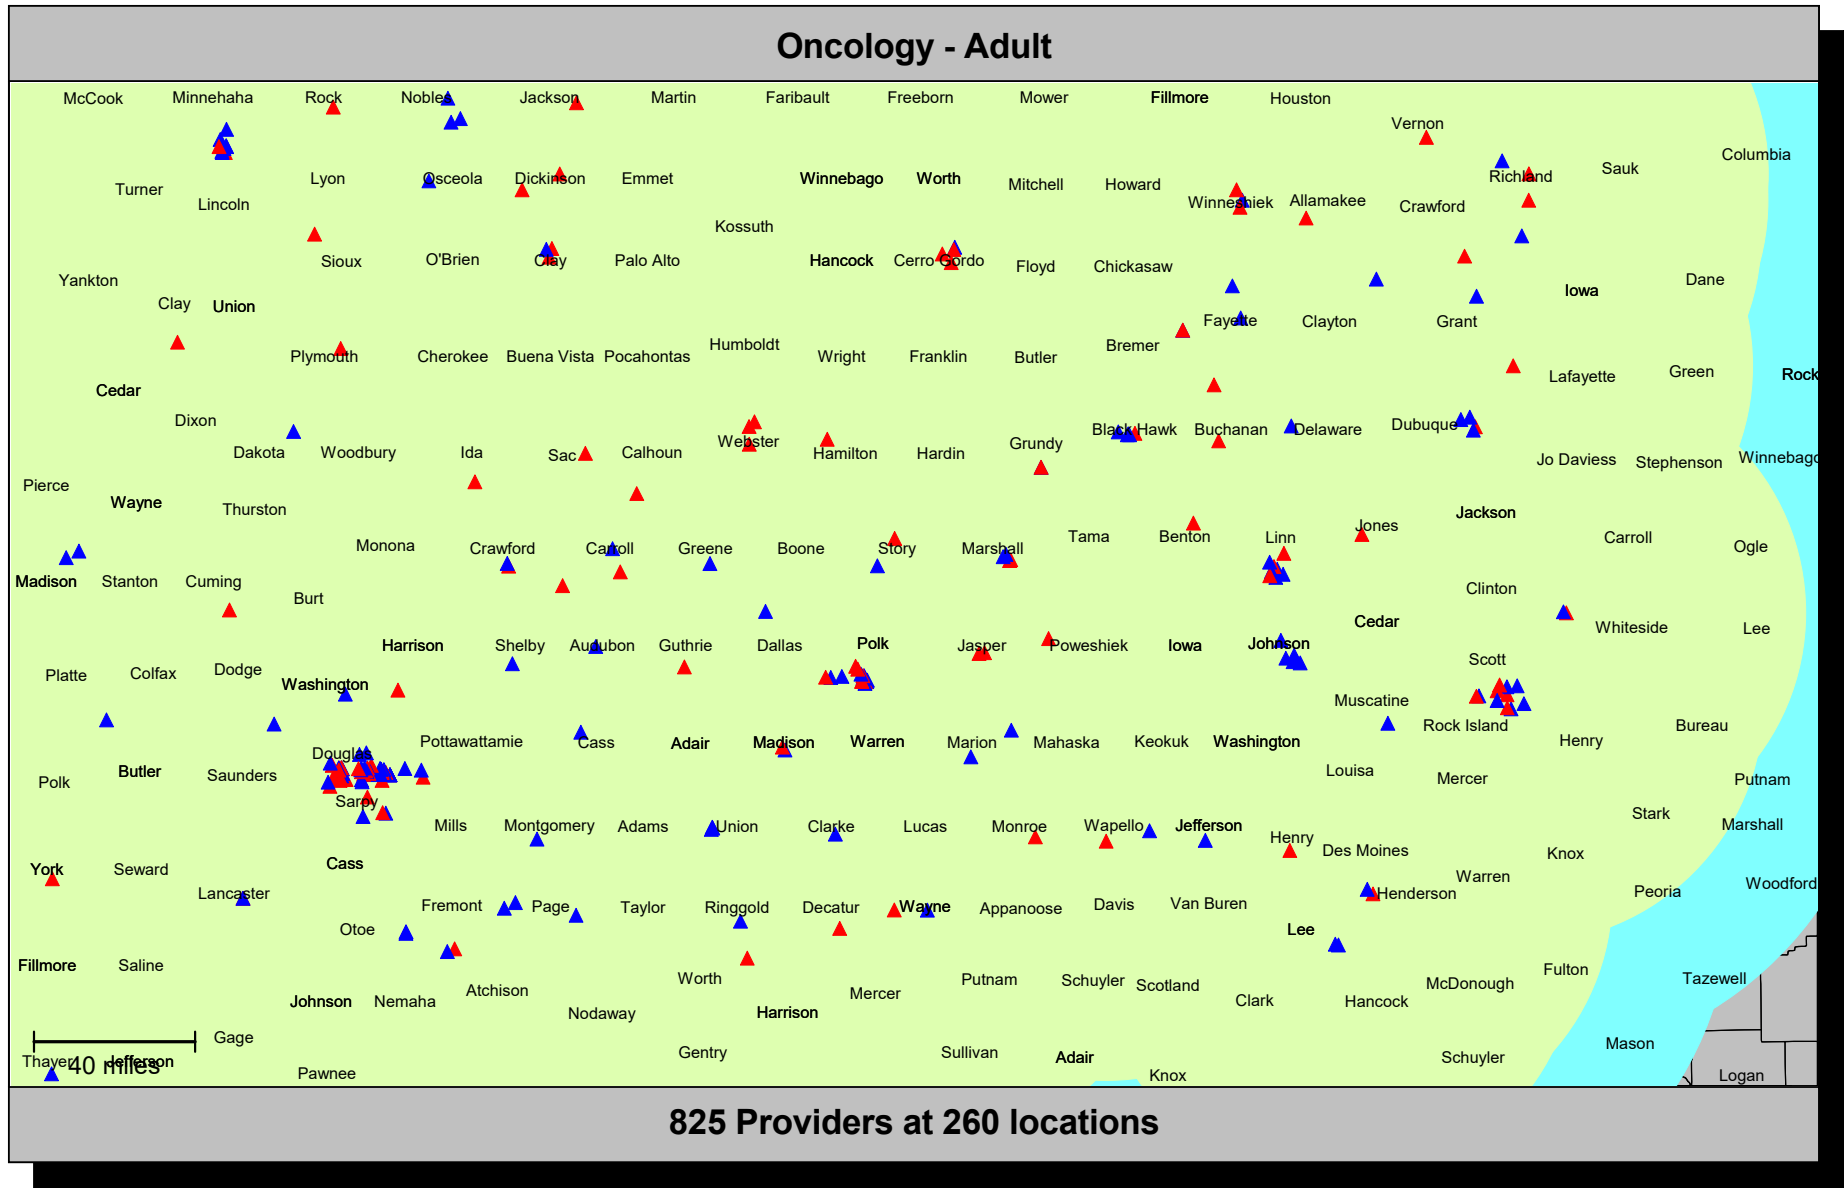 Oncology - Adult
McCook Minnehaha Rock Nobles Jackson Martin Faribault Freeborn Mower Fillmore Houston
Vernon
Columbia
Sauk
Richland
Turner Lyon Osceola Dickinson Emmet Winnebago Worth Mitchell Howard
Lincoln Winneshiek Allamakee Crawford
Kossuth
Yankton Sioux O'Brien Clay Palo Alto Hancock Cerro Gordo Floyd Chickasaw Dane
Clay Union Iowa
Fayette Clayton Grant
Plymouth Cherokee Buena Vista Pocahontas Humboldt Wright Franklin Butler Bremer
Cedar Lafayette Green Rock
Dixon Black Hawk Buchanan Delaware Dubuque
Dakota Woodbury Ida Sac Calhoun Webster Hamilton Hardin Grundy
Jo Daviess Stephenson Winnebago
Pierce
Wayne Thurston Jackson
Monona Crawford Carroll Greene Boone Story Marshall Tama Benton Linn Jones Carroll Ogle
Madison Stanton Cuming Clinton
Burt
Cedar Whiteside Lee
Harrison Shelby Audubon Guthrie Dallas Polk Jasper Poweshiek Iowa Johnson
Platte Colfax Dodge Scott
Washington Muscatine
Rock Island Bureau
Douglas Pottawattamie Cass Adair Madison Warren Marion Mahaska Keokuk Washington Henry
Polk Butler Saunders Louisa Mercer Putnam
Sarpy
Mills Montgomery Adams Union Clarke Lucas Monroe Wapello Jefferson Stark Marshall
Henry Des Moines Knox
York Seward Cass
Lancaster Warren Peoria Woodford
Fremont Page Taylor Ringgold Decatur Wayne Appanoose Davis Van Buren Henderson
Otoe Lee
Fillmore Saline Fulton
Worth Putnam Schuyler Scotland McDonough Tazewell
Johnson Nemaha Atchison Mercer Clark Hancock
Nodaway Harrison
Gage
Mason
Thayer Jefferson Gentry Sullivan Adair Schuyler
40 miles
Pawnee Knox Logan
825 Providers at 260 locations